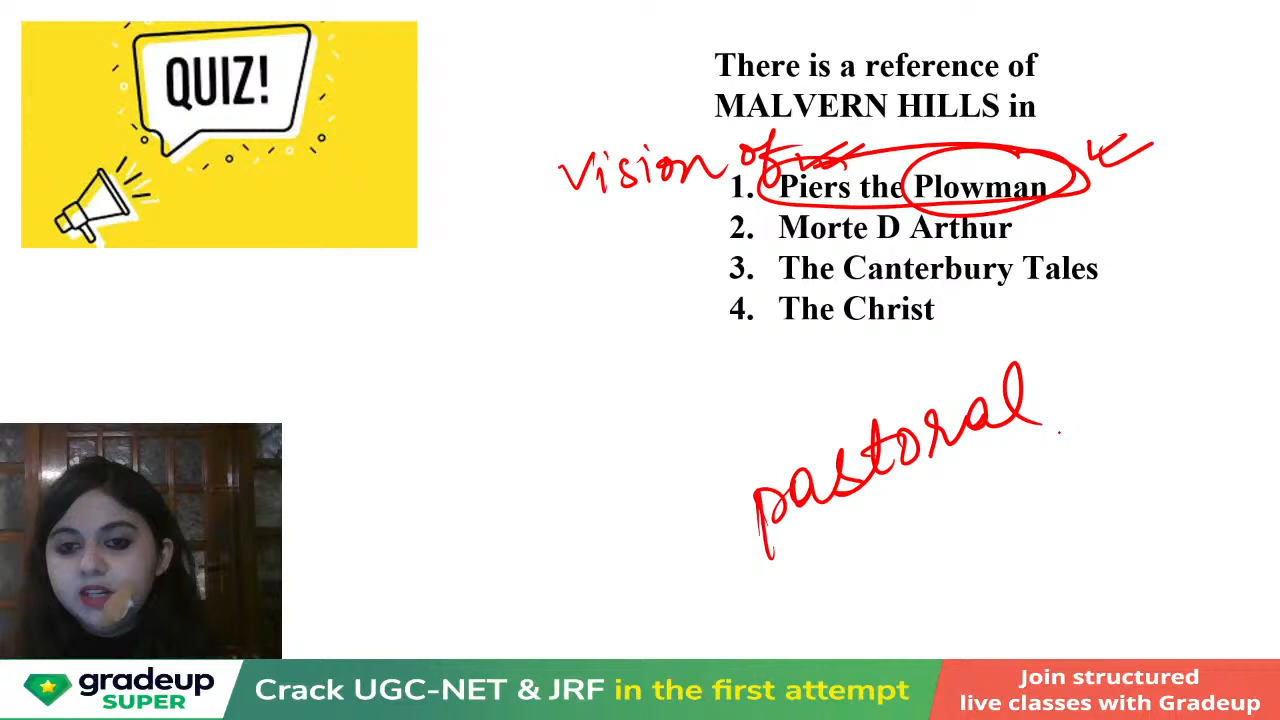 QUIZ!
There is a reference of
MALVERN HILLS in
vision of
1. Piers the Plowman
2. Morte D Arthur
3. The Canterbury Tales
4. The Christ
pastoral
gradeup
SUPER
Crack UGC-NET & JRF in the first attempt
Join structured
live classes with Gradeup